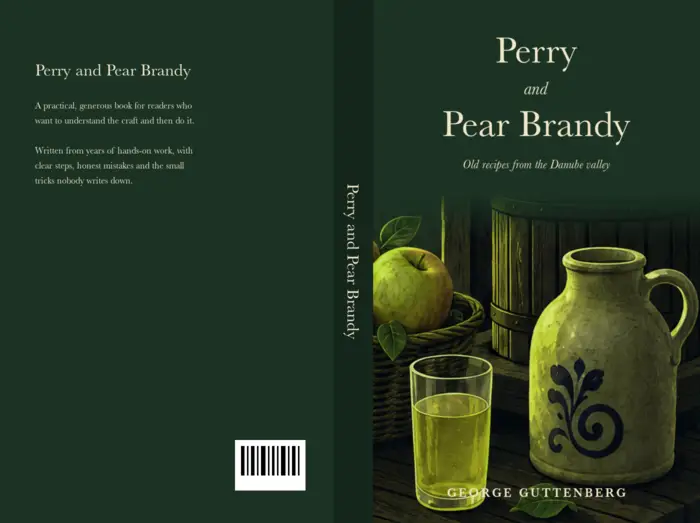 Perry and Pear Brandy
A practical, generous book for readers who
want to understand the craft and then do it.
Written from years of hands-on work, with
clear steps, honest mistakes and the small
tricks nobody writes down.
Perry and Pear Brandy
Perry
and
Pear Brandy
Old recipes from the Danube valley
GEORGE GUTTENBERG